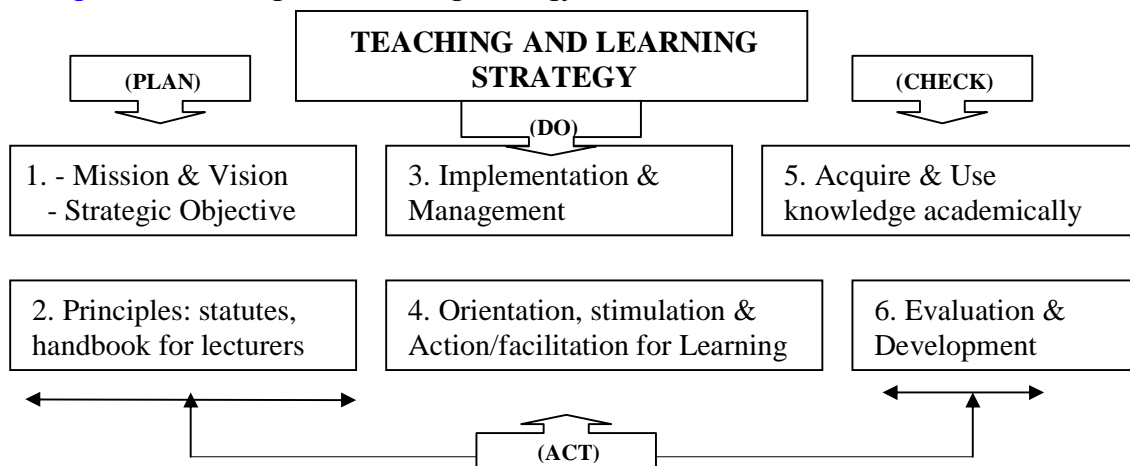 TEACHING AND LEARNING
STRATEGY
(PLAN)
(DO)
(CHECK)
1. - Mission & Vision
- Strategic Objective
3. Implementation &
Management
5. Acquire & Use
knowledge academically
2. Principles: statutes,
handbook for lecturers
4. Orientation, stimulation &
Action/facilitation for Learning
6. Evaluation &
Development
(ACT)